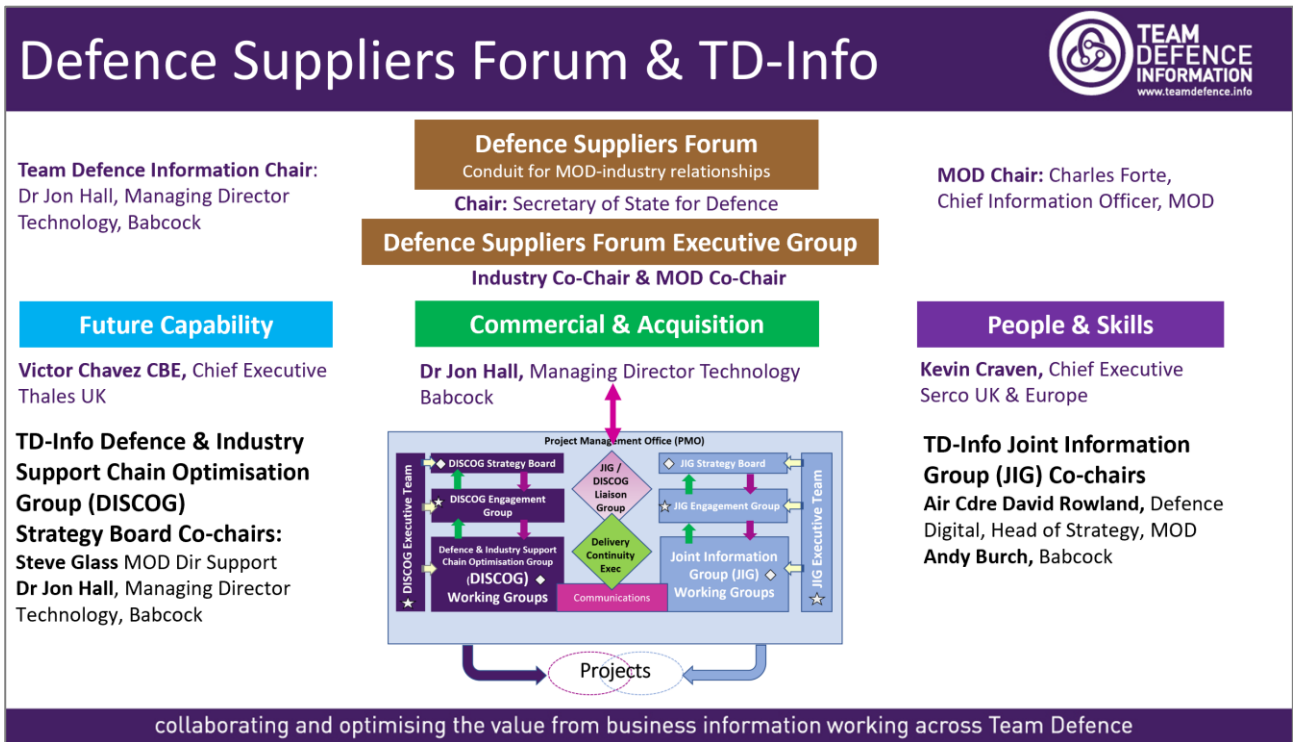 Defence Suppliers Forum & TD-Info
TEAM
DEFENCE
INFORMATION
www.teamdefence.info
Team Defence Information Chair:
Dr Jon Hall, Managing Director
Technology, Babcock
Defence Suppliers Forum
Conduit for MOD-industry relationships
Chair: Secretary of State for Defence
MOD Chair: Charles Forte,
Chief Information Officer, MOD
Defence Suppliers Forum Executive Group
Industry Co-Chair & MOD Co-Chair
Future Capability
Victor Chavez CBE, Chief Executive
Thales UK
Commercial & Acquisition
Dr Jon Hall, Managing Director Technology
Babcock
People & Skills
Kevin Craven, Chief Executive
Serco UK & Europe
TD-Info Defence & Industry
Support Chain Optimisation
Group (DISCOG)
Strategy Board Co-chairs:
Steve Glass MOD Dir Support
Dr Jon Hall, Managing Director
Technology, Babcock
Project Management Office (PMO)
DISCOG Executive Team
DISCOG Strategy Board
DISCOG Engagement
Group
Defence & Industry Support
Chain Optimisation Group
(DISCOG)
Working Groups
JIG /
DISCOG
Liaison
Group
Delivery
Continuity
Exec
Communications
JIG Strategy Board
JIG Engagement Group
Joint Information
Group (JIG)
Working Groups
JIG Executive Team
Projects
TD-Info Joint Information
Group (JIG) Co-chairs
Air Cdre David Rowland, Defence
Digital, Head of Strategy, MOD
Andy Burch, Babcock
collaborating and optimising the value from business information working across Team Defence